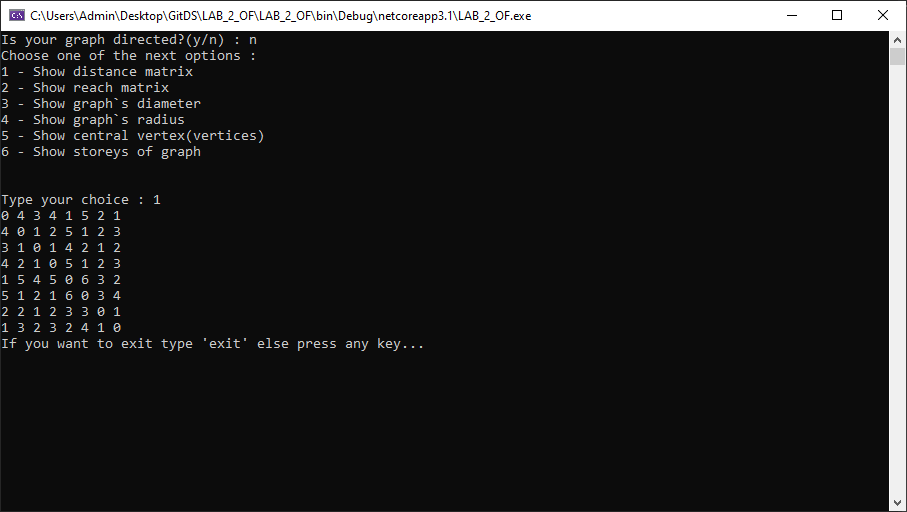 C:\Users\Admin\Desktop\GitDS\LAB_2_OF\LAB_2_OF\bin\Debug\netcoreapp3.1\LAB_2_OF.exe
Is your graph directed?(y/n) : n
Choose one of the next options :
1 - Show distance matrix
2 - Show reach matrix
3 - Show graph`s diameter
4 - Show graph`s radius
5 - Show central vertex(vertices)
6 - Show storeys of graph
Type your choice : 1
0 4 3 4 1 5 2 1
4 0 1 2 5 1 2 3
3 1 0 1 4 2 1 2
4 2 1 0 5 1 2 3
1 5 4 5 0 6 3 2
5 1 2 1 6 0 3 4
2 2 1 2 3 3 0 1
1 3 2 3 2 4 1 0
If you want to exit type 'exit' else press any key...